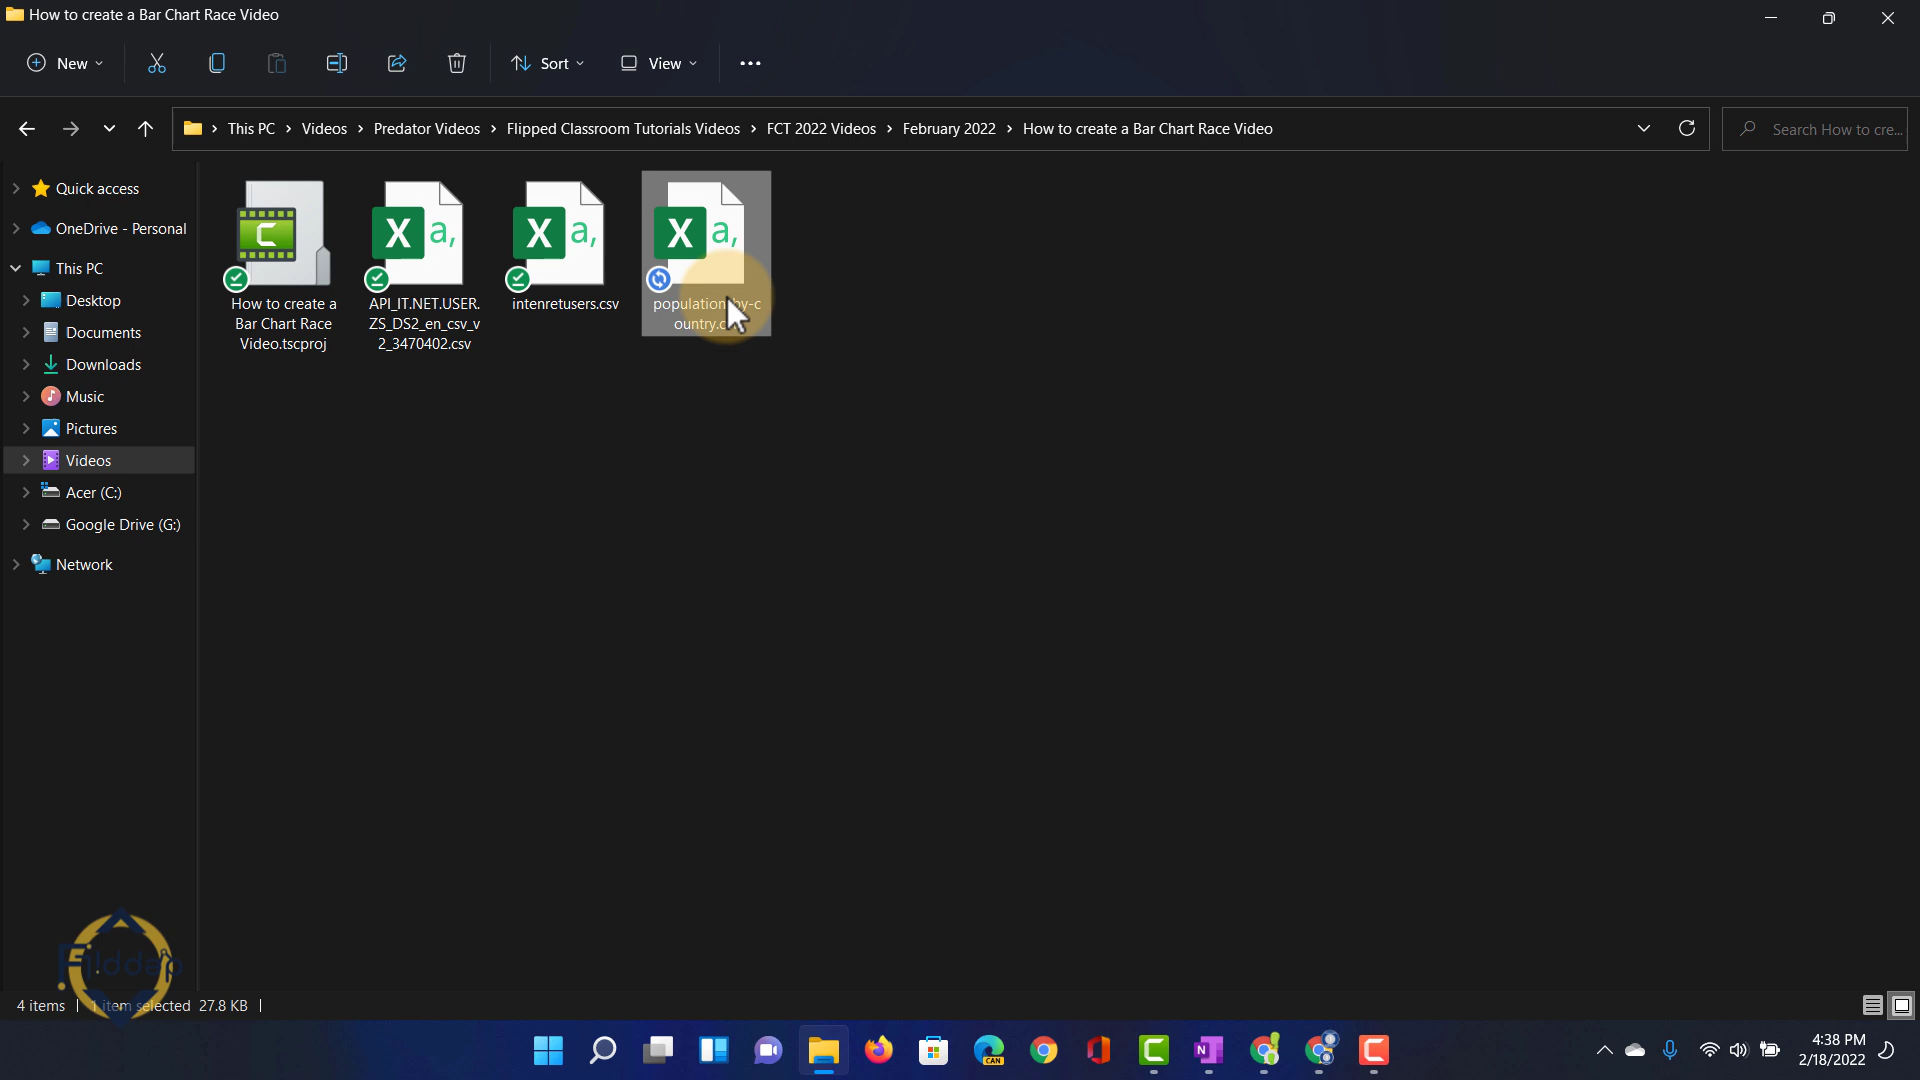 How to create a Bar Chart Race Video
New
Sort
View
This PC > Videos > Predator Videos > Flipped Classroom Tutorials Videos > FCT 2022 Videos > February 2022 > How to create a Bar Chart Race Video
Search How to cre...
Quick access
OneDrive - Personal
This PC
Desktop
Documents
Downloads
Music
Pictures
Videos
Acer (C:)
Google Drive (G:)
Network
How to create a
Bar Chart Race
Video.tscproj
API_IT.NET.USER.
ZS_DS2_en_csv_v
2_3470402.csv
intenretusers.csv
4 items
1 item selected 27.8 KB
CAN
4:38 PM
2/18/2022